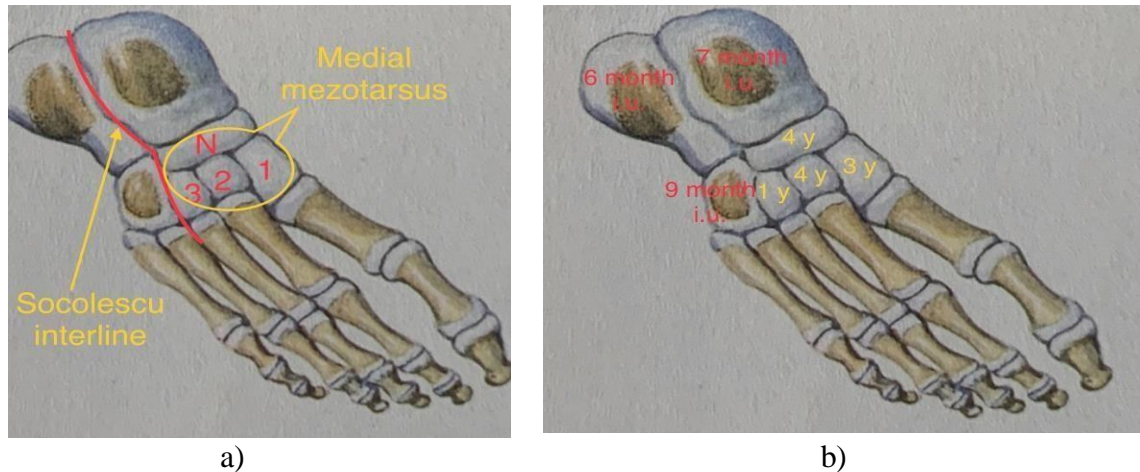 Medial
mezotarsus
N
1
2
3
Socolescu
interline
a)
7 month
i.u.
6 month
i.u.
4 y
3 y
4 y
1 y
9 month
i.u.
b)